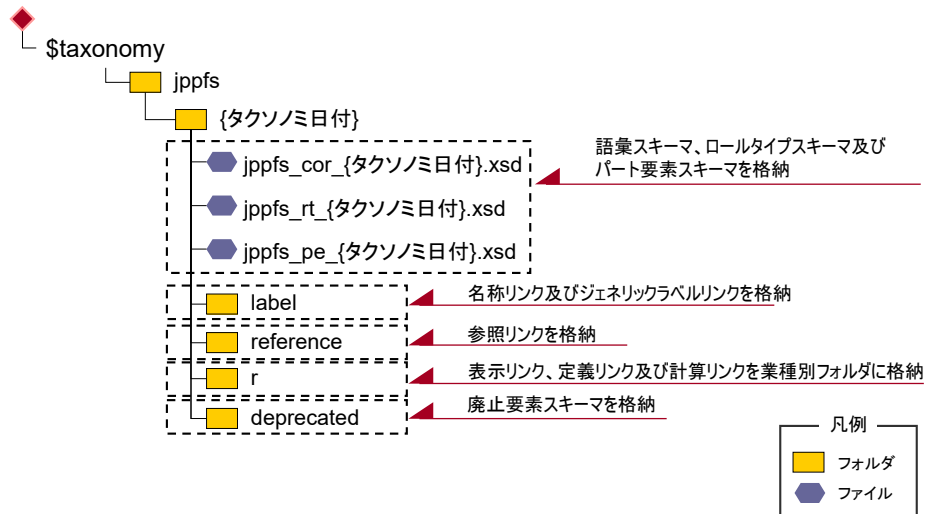 $taxonomy
jppfs
{タクソノミ日付}
jppfs_cor_{タクソノミ日付}.xsd
jppfs_rt_{タクソノミ日付}.xsd
jppfs_pe_{タクソノミ日付}.xsd
語彙スキーマ、ロールタイプスキーマ及び
パート要素スキーマを格納
label
名称リンク及びジェネリックラベルリンクを格納
reference
参照リンクを格納
r
表示リンク、定義リンク及び計算リンクを業種別フォルダに格納
deprecated
廃止要素スキーマを格納
凡例
フォルダ
ファイル